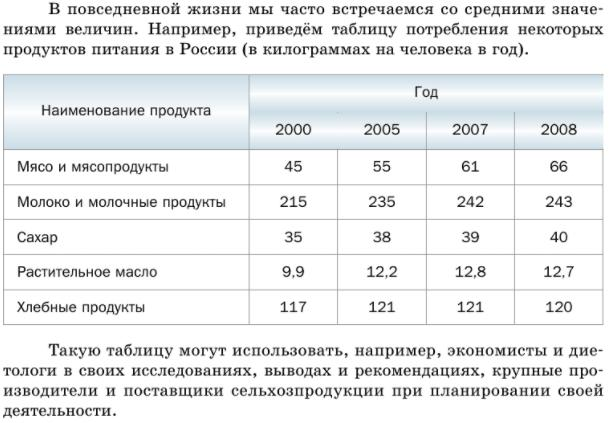 В повседневной жизни мы часто встречаемся со средними значе-
ниями величин. Например, приведём таблицу потребления некоторых
продуктов питания в России (в килограммах на человека в год).
Наименование продукта
Год
2000 2005 2007 2008
Мясо и мясопродукты 45 55 61 66
Молоко и молочные продукты 215 235 242 243
Сахар 35 38 39 40
Растительное масло 9,9 12,2 12,8 12,7
Хлебные продукты 117 121 121 120
Такую таблицу могут использовать, например, экономисты и дие-
тологи в своих исследованиях, выводах и рекомендациях, крупные про-
изводители и поставщики сельхозпродукции при планировании своей
деятельности.